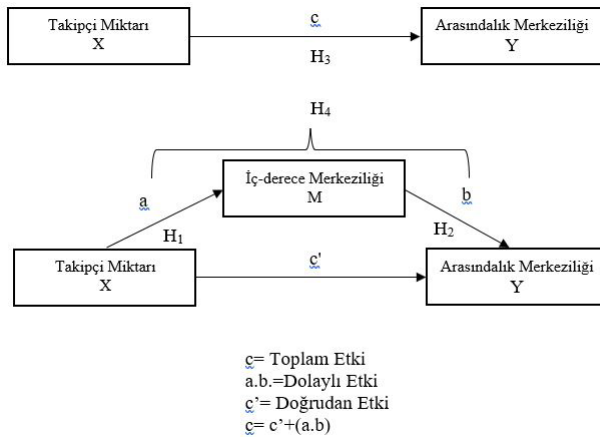 Takipçi Miktarı
X
c
Arasındalık Merkeziliği
Y
H₃
H₄
İç-derece Merkeziliği
M
a
b
H₁
H₂
Takipçi Miktarı
X
c'
Arasındalık Merkeziliği
Y
c= Toplam Etki
a.b.=Dolaylı Etki
c'= Doğrudan Etki
c= c'+(a.b)